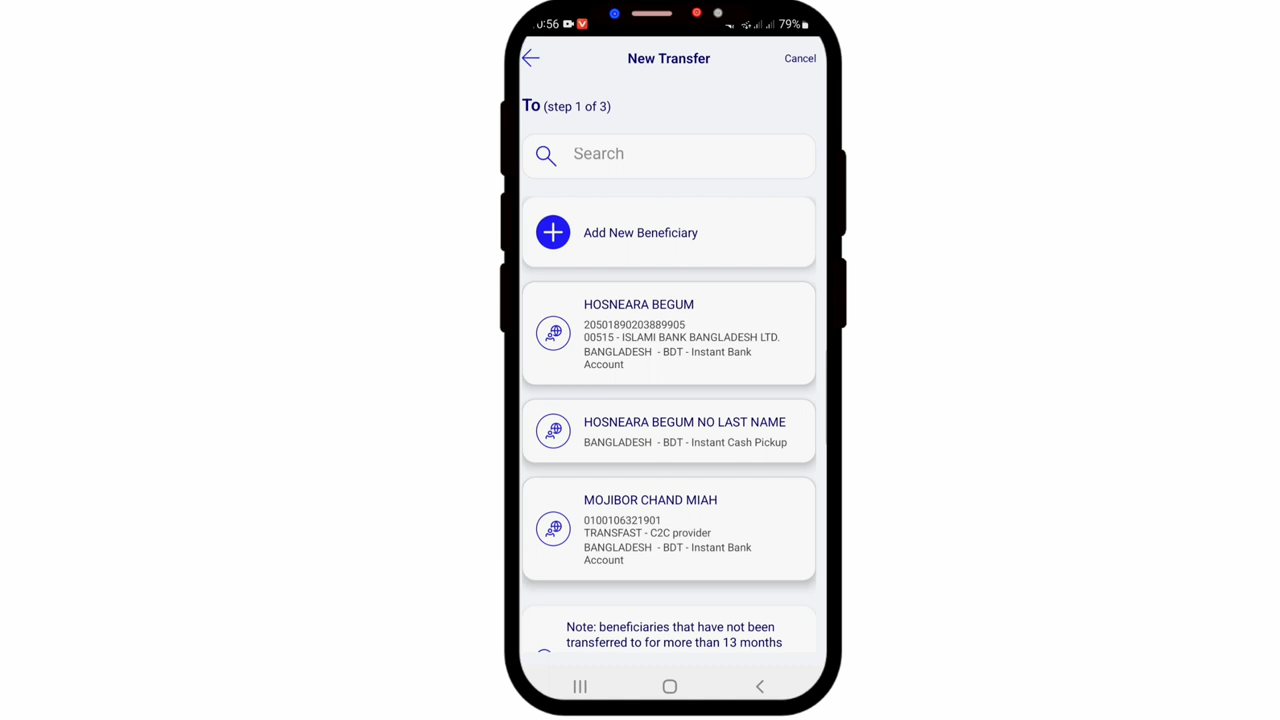 79%
New Transfer
Cancel
To (step 1 of 3)
Search
Add New Beneficiary
HOSNEARA BEGUM
20501890203889905
00515 - ISLAMI BANK BANGLADESH LTD.
BANGLADESH - BDT - Instant Bank
Account
HOSNEARA BEGUM NO LAST NAME
BANGLADESH - BDT - Instant Cash Pickup
MOJIBOR CHAND MIAH
0100106321901
TRANSFAST - C2C provider
BANGLADESH - BDT - Instant Bank
Account
Note: beneficiaries that have not been
transferred to for more than 13 months